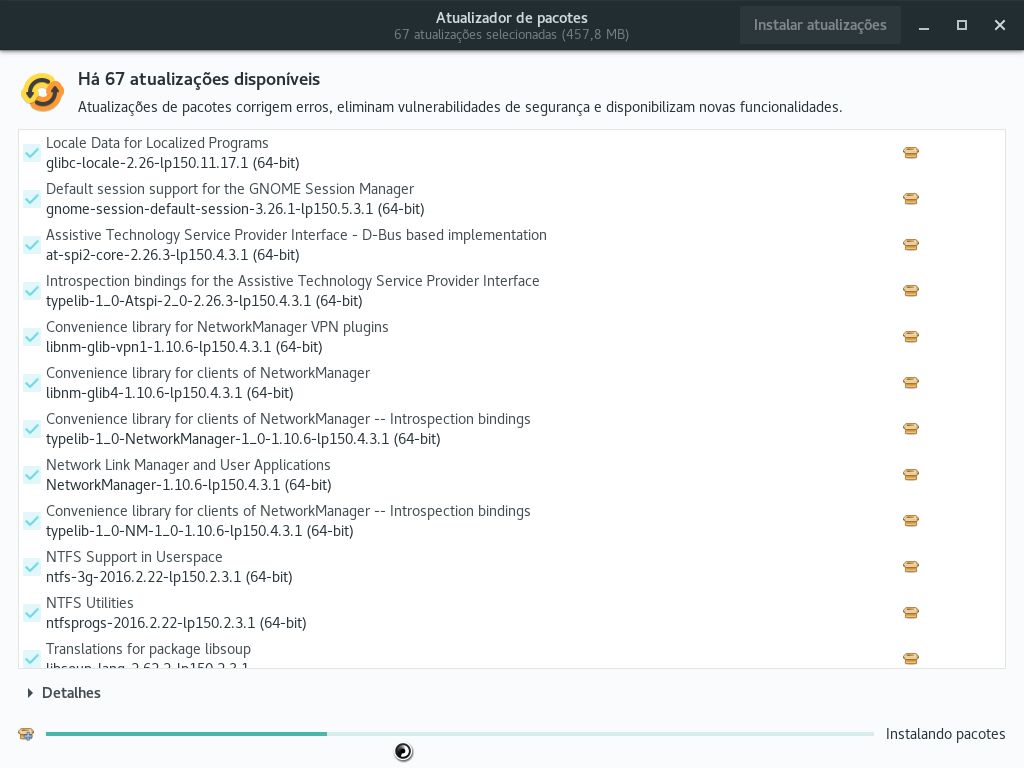 Atualizador de pacotes
67 atualizações selecionadas (457,8 MB)
Instalar atualizações
Há 67 atualizações disponíveis
Atualizações de pacotes corrigem erros, eliminam vulnerabilidades de segurança e disponibilizam novas funcionalidades.
Locale Data for Localized Programs
glibc-locale-2.26-lp150.11.17.1 (64-bit)
Default session support for the GNOME Session Manager
gnome-session-default-session-3.26.1-lp150.5.3.1 (64-bit)
Assistive Technology Service Provider Interface - D-Bus based implementation
at-spi2-core-2.26.3-lp150.4.3.1 (64-bit)
Introspection bindings for the Assistive Technology Service Provider Interface
typelib-1_0-Atspi-2_0-2.26.3-lp150.4.3.1 (64-bit)
Convenience library for NetworkManager VPN plugins
libnm-glib-vpn1-1.10.6-lp150.4.3.1 (64-bit)
Convenience library for clients of NetworkManager
libnm-glib4-1.10.6-lp150.4.3.1 (64-bit)
Convenience library for clients of NetworkManager -- Introspection bindings
typelib-1_0-NetworkManager-1_0-1.10.6-lp150.4.3.1 (64-bit)
Network Link Manager and User Applications
NetworkManager-1.10.6-lp150.4.3.1 (64-bit)
Convenience library for clients of NetworkManager -- Introspection bindings
typelib-1_0-NM-1_0-1.10.6-lp150.4.3.1 (64-bit)
NTFS Support in Userspace
ntfs-3g-2016.2.22-lp150.2.3.1 (64-bit)
NTFS Utilities
ntfsprogs-2016.2.22-lp150.2.3.1 (64-bit)
Translations for package libsoup
libsoup-lang-2.62.2-lp150.2.3.1
Detalhes
Instalando pacotes